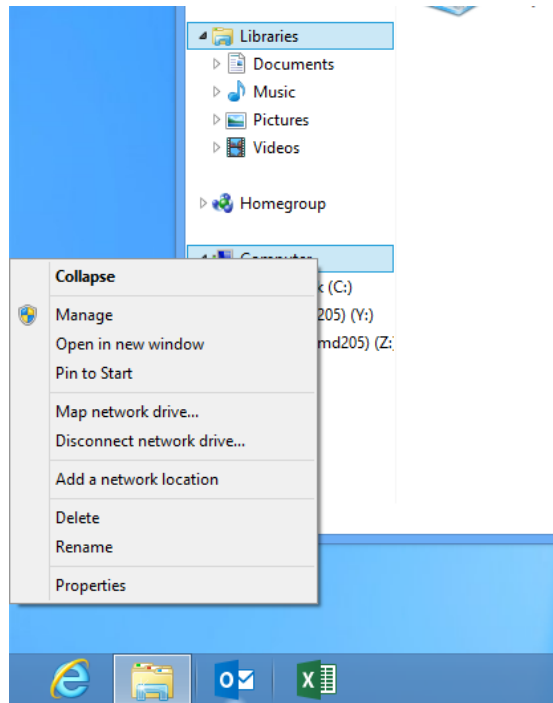 Libraries
Documents
Music
Pictures
Videos
Homegroup
Computer
(C:)
205) (Y:)
md205) (Z:
Collapse
Manage
Open in new window
Pin to Start
Map network drive...
Disconnect network drive...
Add a network location
Delete
Rename
Properties